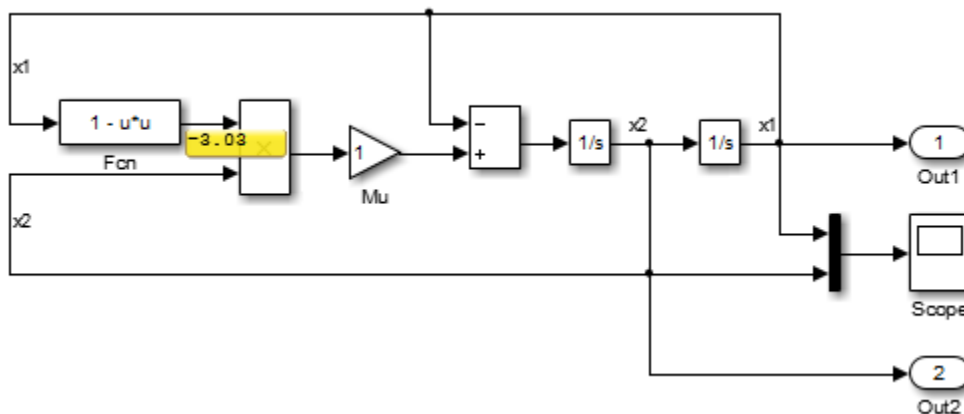 x1
1 - u*u
-3.03
×
Fcn
x2
1
Mu
−
+
1/s
x2
1/s
x1
1
Out1
Scope
2
Out2